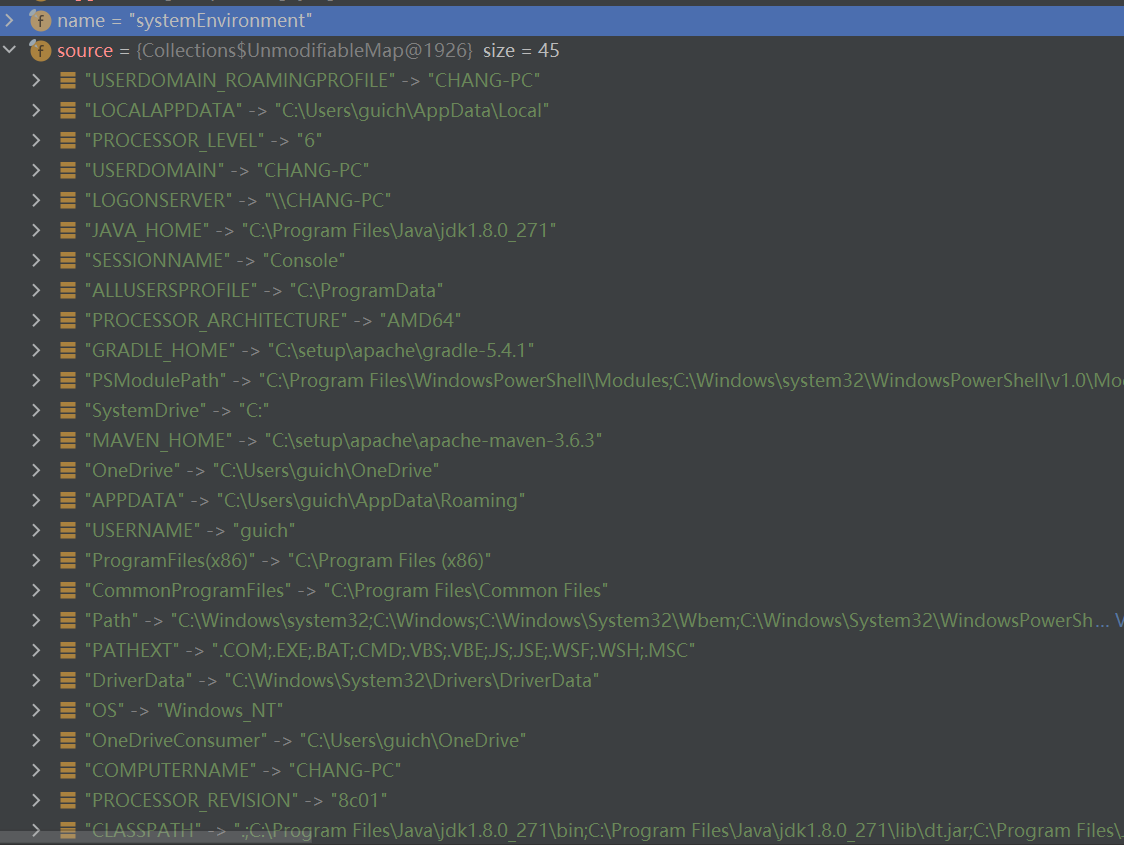 name = "systemEnvironment"
source = {Collections$UnmodifiableMap@1926} size = 45
"USERDOMAIN_ROAMINGPROFILE" -> "CHANG-PC"
"LOCALAPPDATA" -> "C:\Users\guich\AppData\Local"
"PROCESSOR_LEVEL" -> "6"
"USERDOMAIN" -> "CHANG-PC"
"LOGONSERVER" -> "\\CHANG-PC"
"JAVA_HOME" -> "C:\Program Files\Java\jdk1.8.0_271"
"SESSIONNAME" -> "Console"
"ALLUSERSPROFILE" -> "C:\ProgramData"
"PROCESSOR_ARCHITECTURE" -> "AMD64"
"GRADLE_HOME" -> "C:\setup\apache\gradle-5.4.1"
"PSModulePath" -> "C:\Program Files\WindowsPowerShell\Modules;C:\Windows\system32\WindowsPowerShell\v1.0\Mo
"SystemDrive" -> "C:"
"MAVEN_HOME" -> "C:\setup\apache\apache-maven-3.6.3"
"OneDrive" -> "C:\Users\guich\OneDrive"
"APPDATA" -> "C:\Users\guich\AppData\Roaming"
"USERNAME" -> "guich"
"ProgramFiles(x86)" -> "C:\Program Files (x86)"
"CommonProgramFiles" -> "C:\Program Files\Common Files"
"Path" -> "C:\Windows\system32;C:\Windows;C:\Windows\System32\Wbem;C:\Windows\System32\WindowsPowerSh...
"PATHEXT" -> ".COM;.EXE;.BAT;.CMD;.VBS;.VBE;.JS;.JSE;.WSF;.WSH;.MSC"
"DriverData" -> "C:\Windows\System32\Drivers\DriverData"
"OS" -> "Windows_NT"
"OneDriveConsumer" -> "C:\Users\guich\OneDrive"
"COMPUTERNAME" -> "CHANG-PC"
"PROCESSOR_REVISION" -> "8c01"
"CLASSPATH" -> ".;C:\Program Files\Java\jdk1.8.0_271\bin;C:\Program Files\Java\jdk1.8.0_271\lib\dt.jar;C:\Program Files\